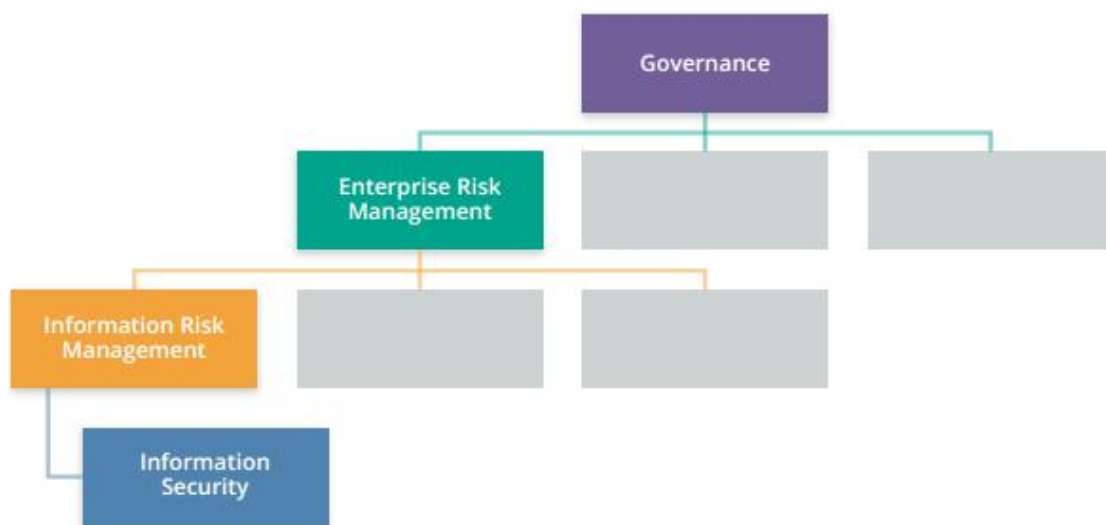 Governance
Enterprise Risk
Management
Information Risk
Management
Information
Security